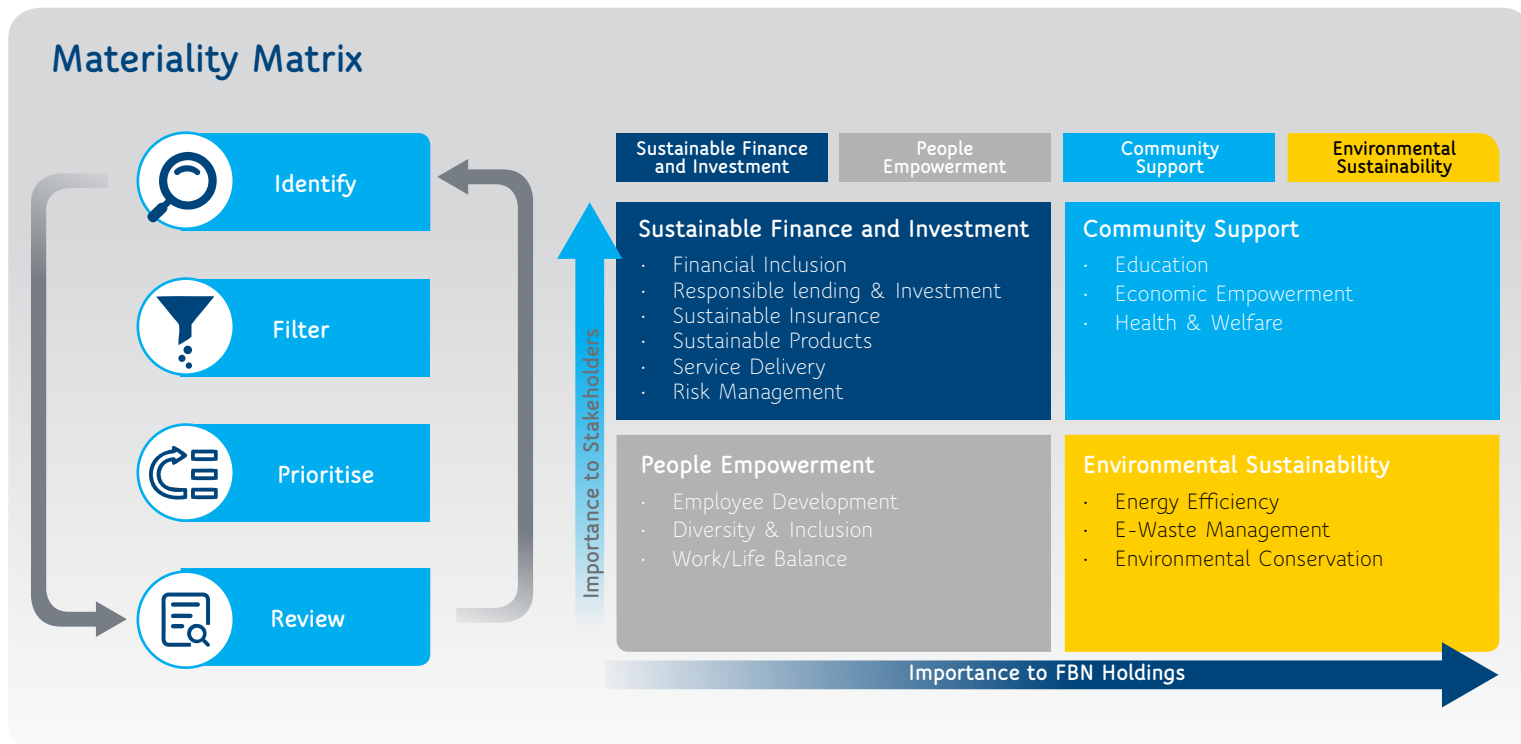 Materiality Matrix
Identify
Filter
Prioritise
Review
Sustainable Finance
and Investment
People
Empowerment
Community
Support
Environmental
Sustainability
Importance to Stakeholders
Sustainable Finance and Investment
· Financial Inclusion
· Responsible lending & Investment
· Sustainable Insurance
· Sustainable Products
· Service Delivery
· Risk Management
Community Support
· Education
· Economic Empowerment
· Health & Welfare
People Empowerment
· Employee Development
· Diversity & Inclusion
· Work/Life Balance
Environmental Sustainability
· Energy Efficiency
· E-Waste Management
· Environmental Conservation
Importance to FBN Holdings